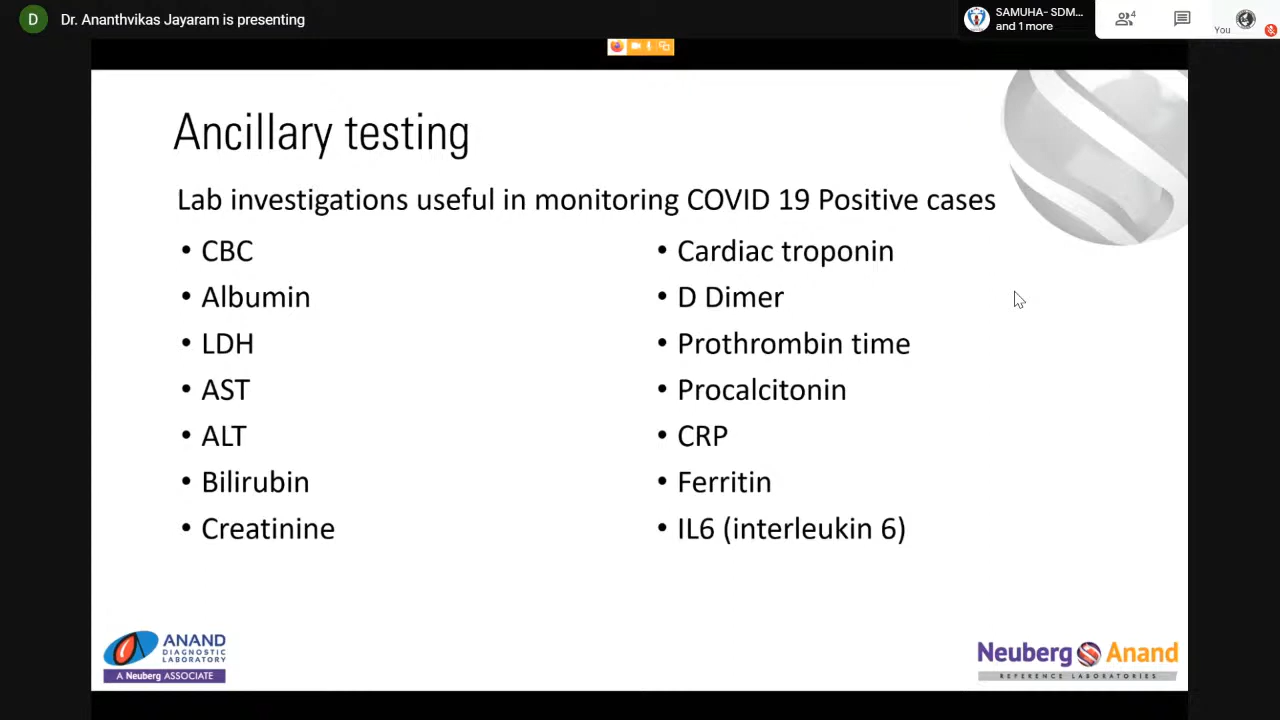 D
Dr. Ananthvikas Jayaram is presenting
SAMUHA- SDM...
and 1 more
4
You
Ancillary testing
Lab investigations useful in monitoring COVID 19 Positive cases
• CBC
• Albumin
• LDH
• AST
• ALT
• Bilirubin
• Creatinine
• Cardiac troponin
• D Dimer
• Prothrombin time
• Procalcitonin
• CRP
• Ferritin
• IL6 (interleukin 6)
ANAND
DIAGNOSTIC
LABORATORY
A Neuberg ASSOCIATE
Neuberg Anand
REFERENCE LABORATORIES